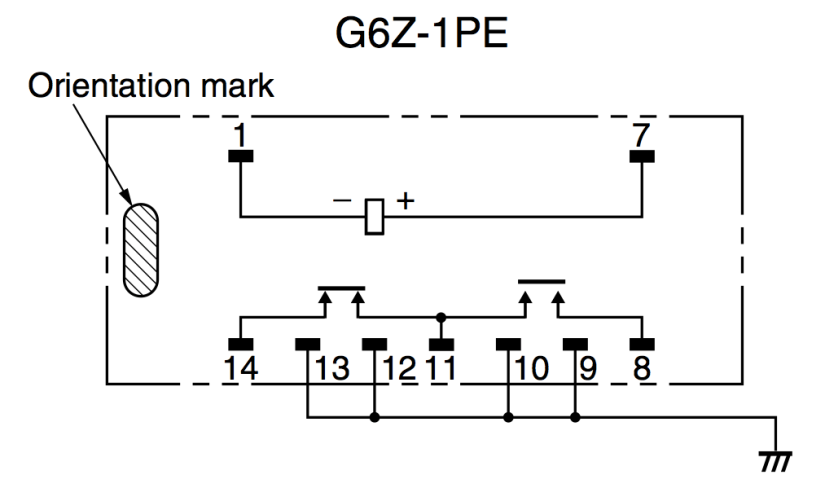 G6Z-1PE
Orientation mark
1 7
− +
14 13 12 11 10 9 8